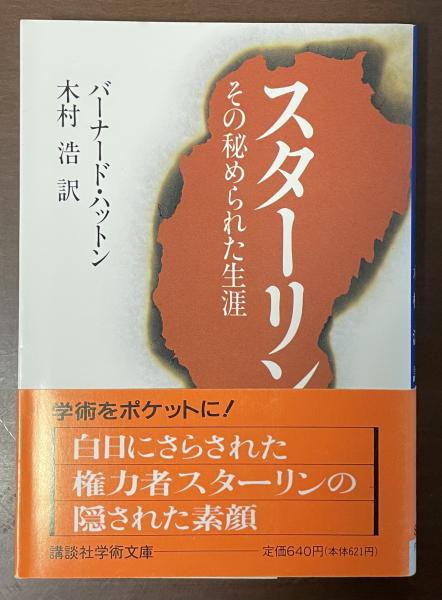 スターリン
その秘められた生涯
バーナード・ハットン
木村 浩 訳
学術をポケットに!
白日にさらされた
権力者スターリンの
隠された素顔
講談社学術文庫
定価640円(本体621円)